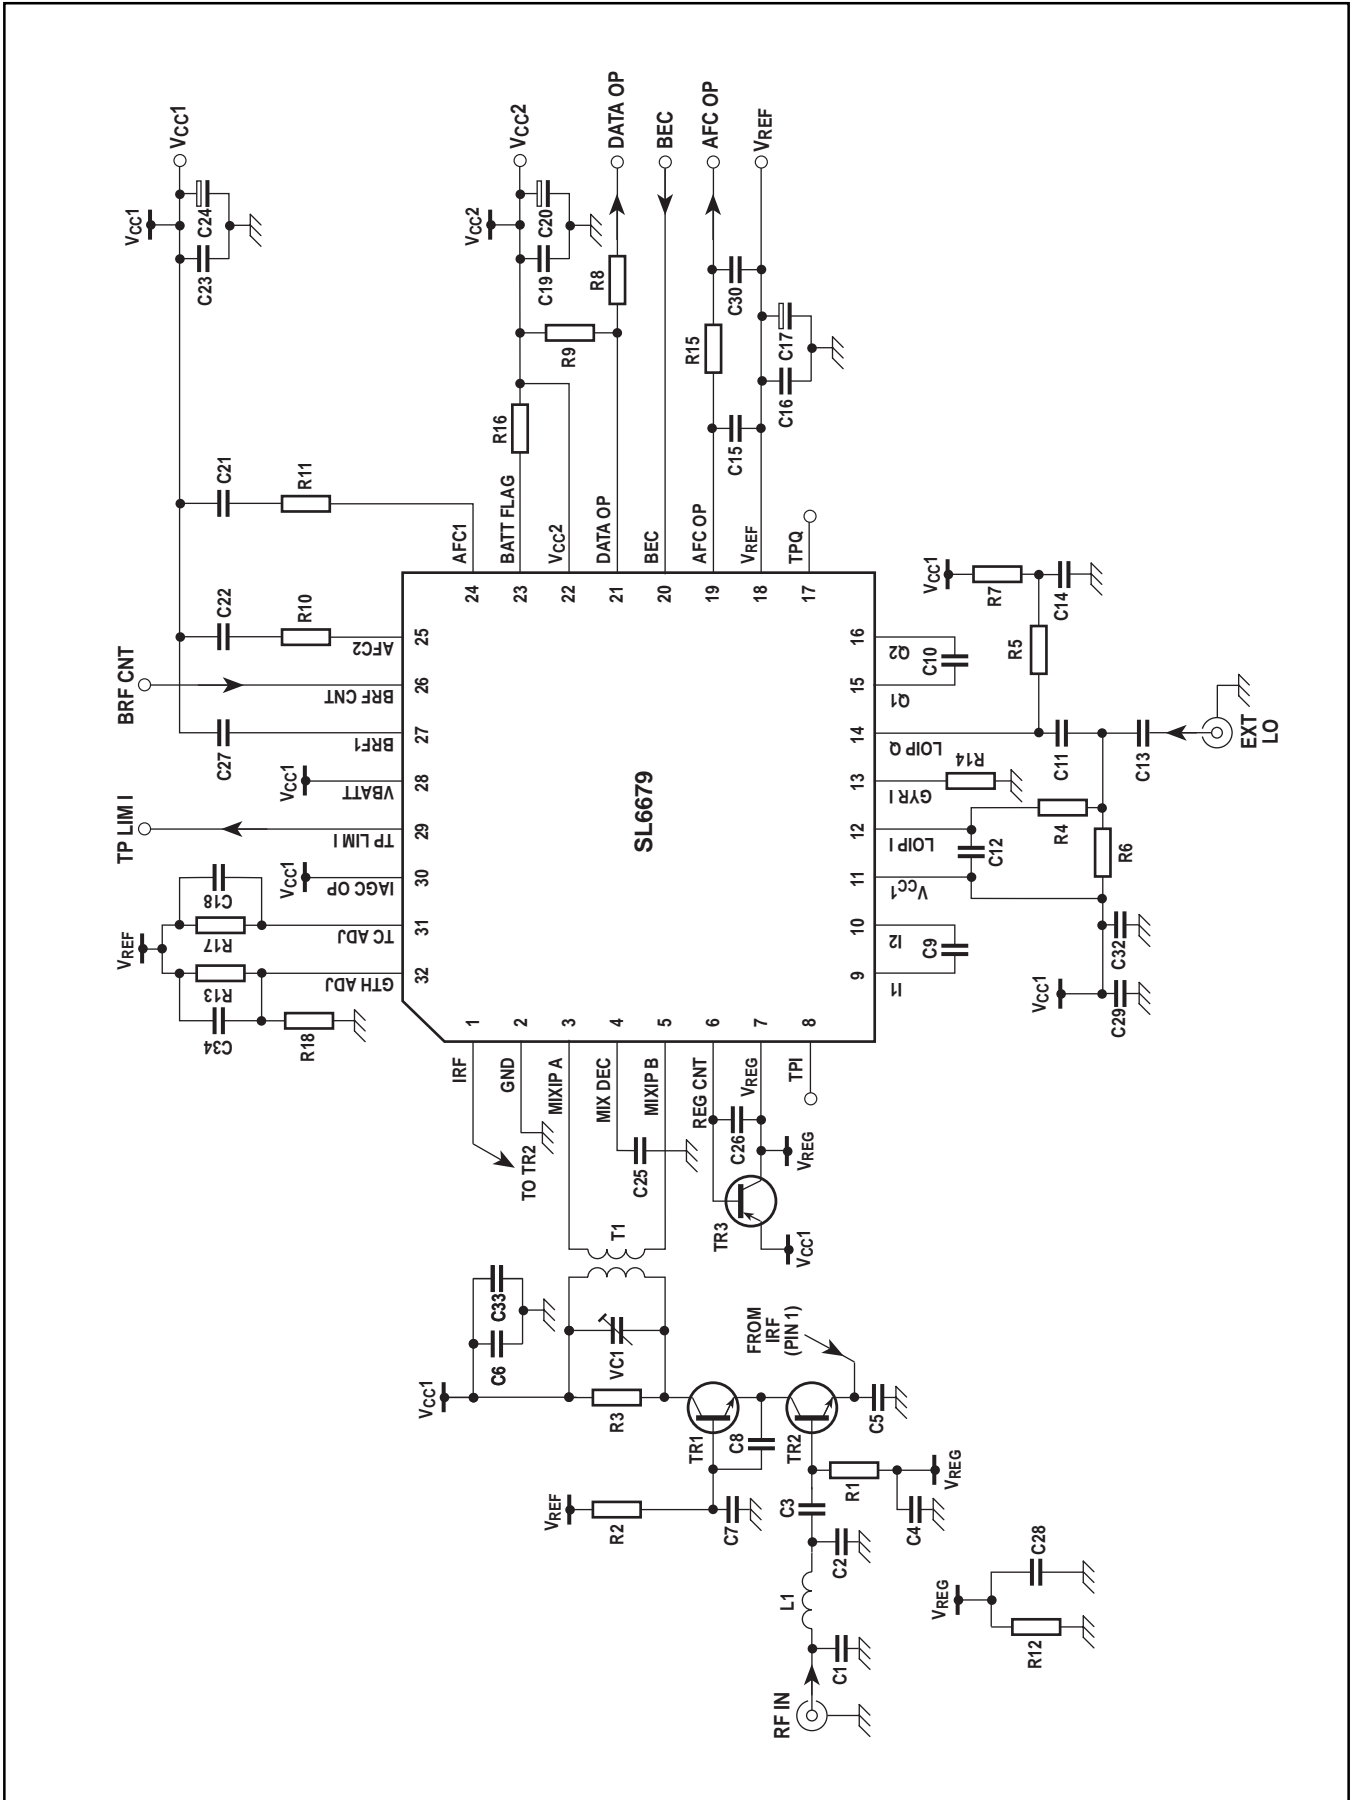 VCC1
VCC1
C24
C23
VCC2
VCC2
C20
C19
DATA OP
R8
R9
BEC
AFC OP
R15
C30
C15
VREF
C17
C16
R16
C21
R11
C22
R10
BRF CNT
C27
VCC1
TP LIM I
VCC1
C18
R17
VREF
R13
C34
R18
AFC1
BATT FLAG
VCC2
DATA OP
BEC
AFC OP
VREF
TPQ
24
23
22
21
20
19
18
17
25
26
27
28
29
30
31
32
AFC2
BRF CNT
BRF1
VBATT
TP LIM I
IAGC OP
TC ADJ
GTH ADJ
SL6679
16
15
14
13
12
11
10
9
Q2
Q1
LOIP Q
GYR I
LOIP I
VCC1
I2
I1
C10
VCC1
R7
C14
R5
C11
C13
EXT
LO
R14
R4
R6
C12
C9
C32
VCC1
C29
1
2
3
4
5
6
7
8
IRF
GND
MIXIP A
MIX DEC
MIXIP B
REG CNT
VREG
TPI
TO TR2
C25
C26
VREG
TR3
VCC1
T1
C33
C6
VC1
FROM
IRF
(PIN 1)
VCC1
R3
TR1
C8
TR2
C5
VREF
R2
C7
C3
R1
VREG
C4
C2
L1
C1
RF IN
VREG
C28
R12